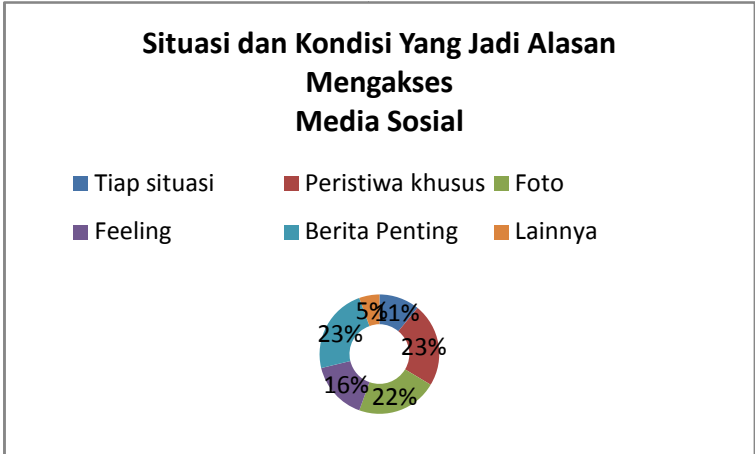 Situasi dan Kondisi Yang Jadi Alasan
Mengakses
Media Sosial
Tiap situasi Peristiwa khusus Foto
Feeling Berita Penting Lainnya
5% 11%
23% 23%
16% 22%